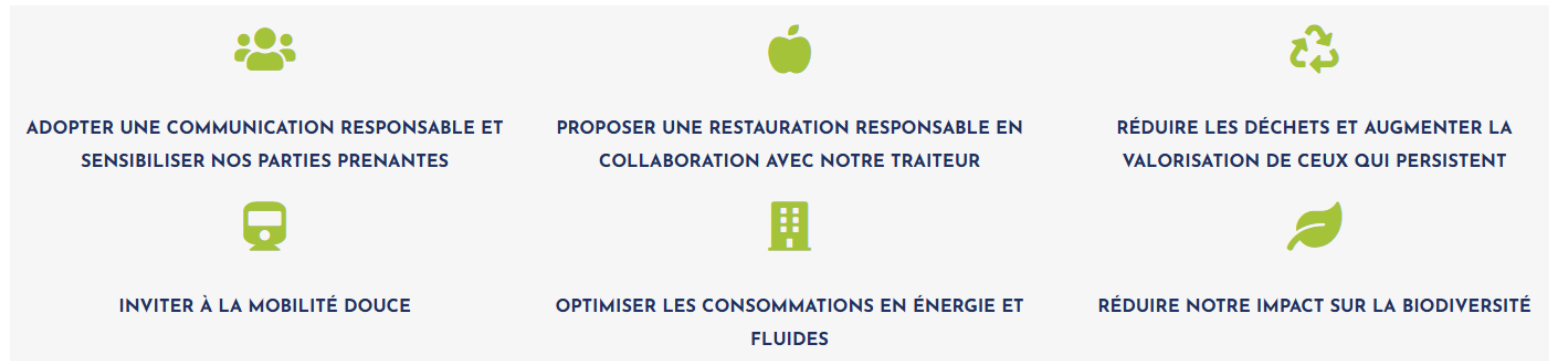 ADOPTER UNE COMMUNICATION RESPONSABLE ET
SENSIBILISER NOS PARTIES PRENANTES
PROPOSER UNE RESTAURATION RESPONSABLE EN
COLLABORATION AVEC NOTRE TRAITEUR
RÉDUIRE LES DÉCHETS ET AUGMENTER LA
VALORISATION DE CEUX QUI PERSISTENT
INVITER À LA MOBILITÉ DOUCE
OPTIMISER LES CONSOMMATIONS EN ÉNERGIE ET
FLUIDES
RÉDUIRE NOTRE IMPACT SUR LA BIODIVERSITÉ